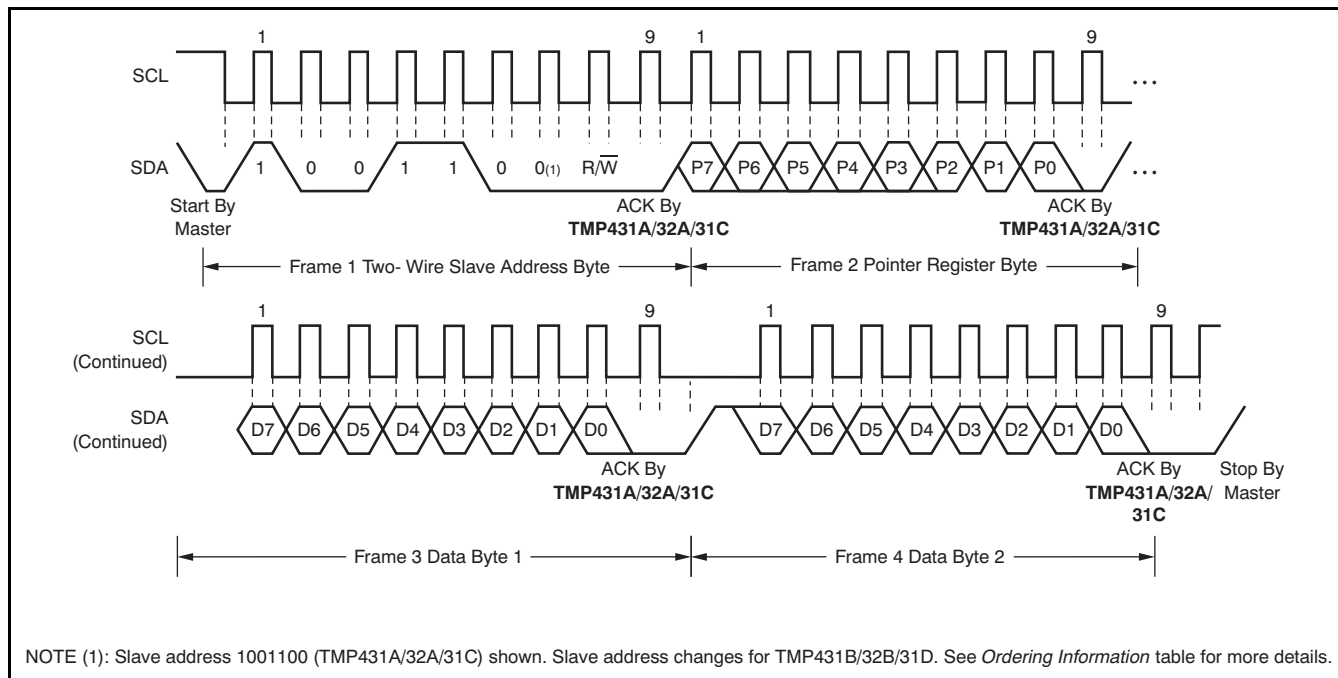 1 9 1 9
SCL ...
SDA 1 0 0 1 1 0 0(1) R/W̅ P7 P6 P5 P4 P3 P2 P1 P0 ...
Start By
Master
ACK By
TMP431A/32A/31C
ACK By
TMP431A/32A/31C
Frame 1 Two- Wire Slave Address Byte
Frame 2 Pointer Register Byte
1 9 1 9
SCL
(Continued)
SDA
(Continued)
D7 D6 D5 D4 D3 D2 D1 D0 D7 D6 D5 D4 D3 D2 D1 D0
ACK By
TMP431A/32A/31C
ACK By
TMP431A/32A/
31C
Stop By
Master
Frame 3 Data Byte 1
Frame 4 Data Byte 2
NOTE (1): Slave address 1001100 (TMP431A/32A/31C) shown. Slave address changes for TMP431B/32B/31D. See Ordering Information table for more details.